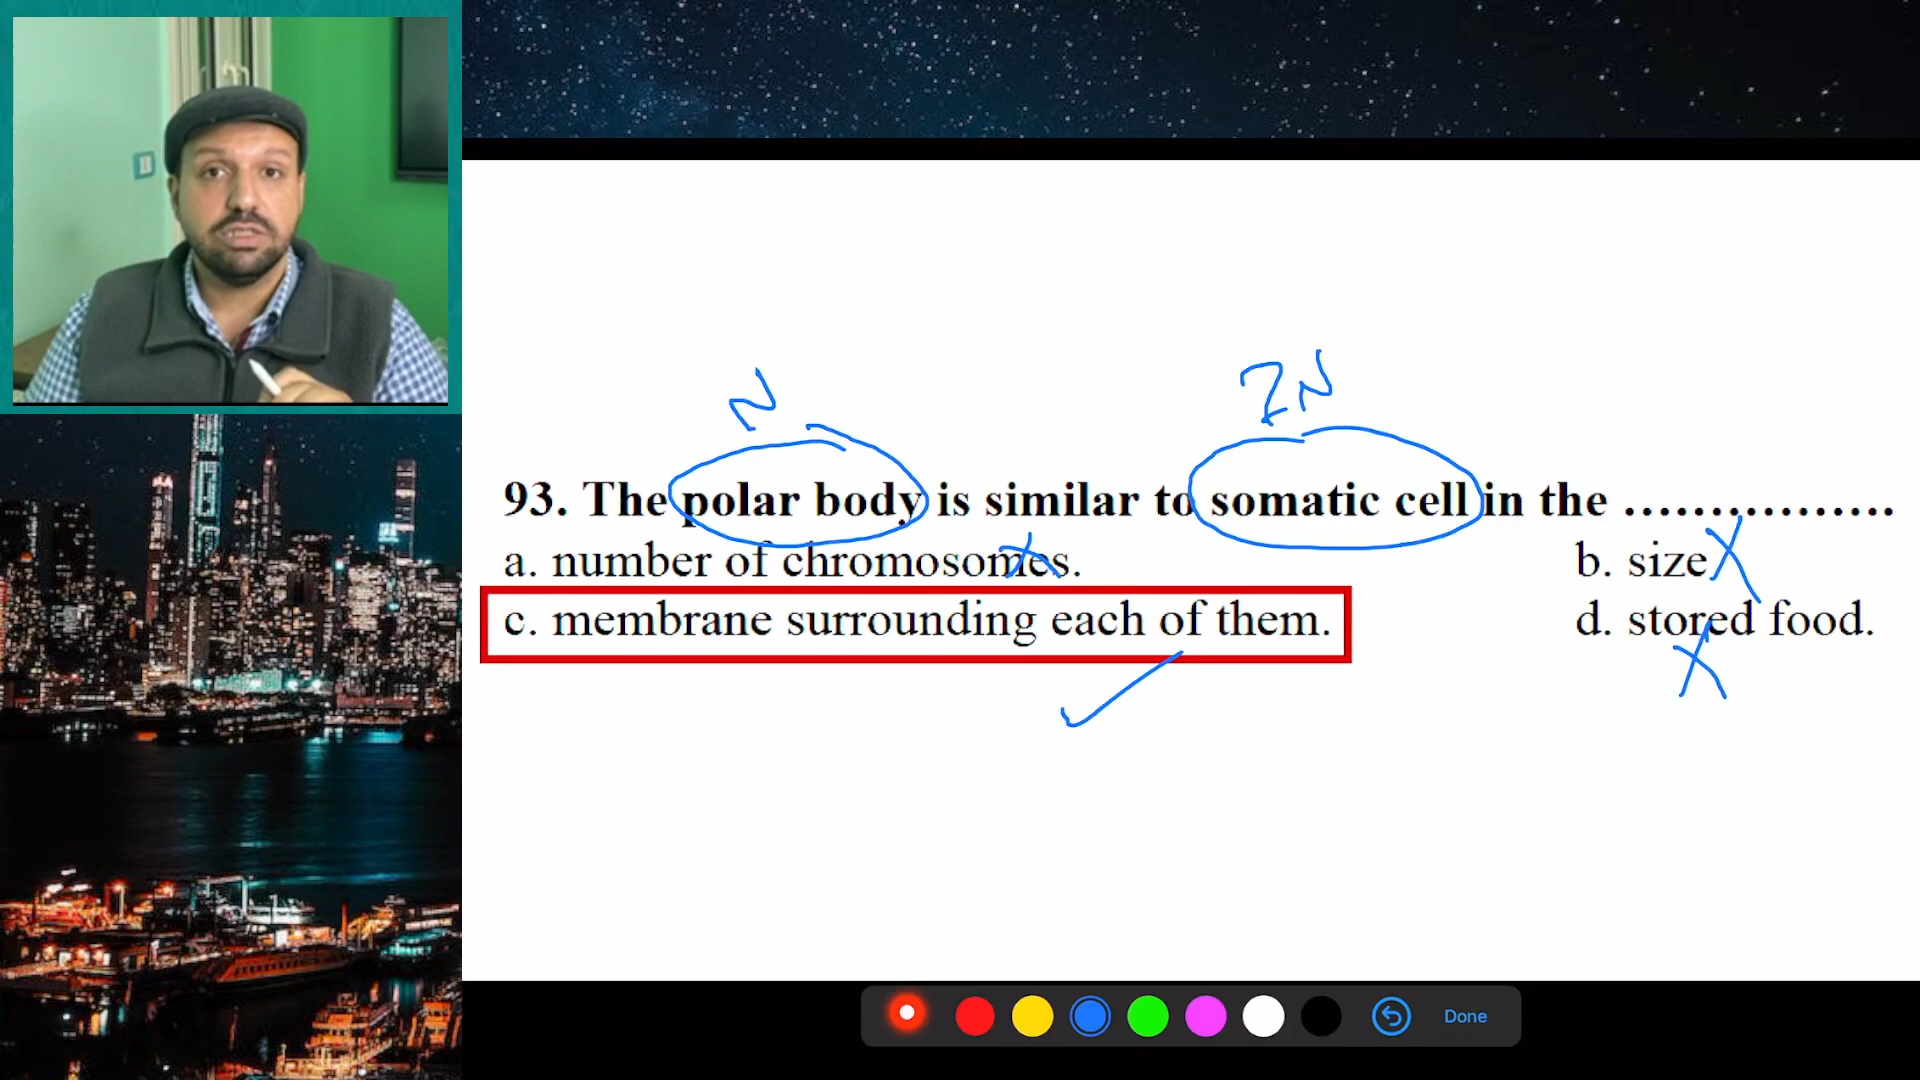 N
2N
93. The polar body is similar to somatic cell in the ................
a. number of chromosomes.
b. size
c. membrane surrounding each of them.
d. stored food.
Done